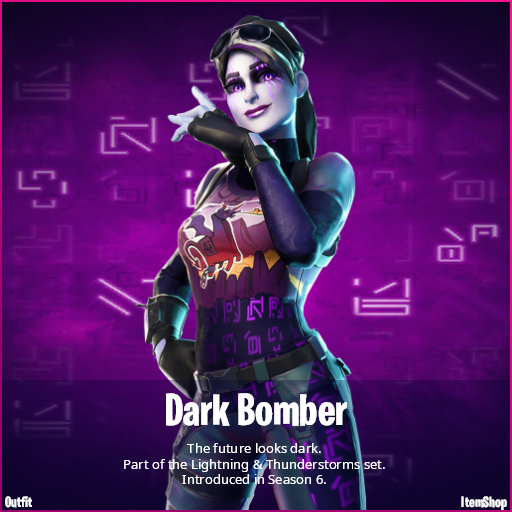 Dark Bomber
The future looks dark.
Part of the Lightning & Thunderstorms set.
Introduced in Season 6.
Outfit
ItemShop